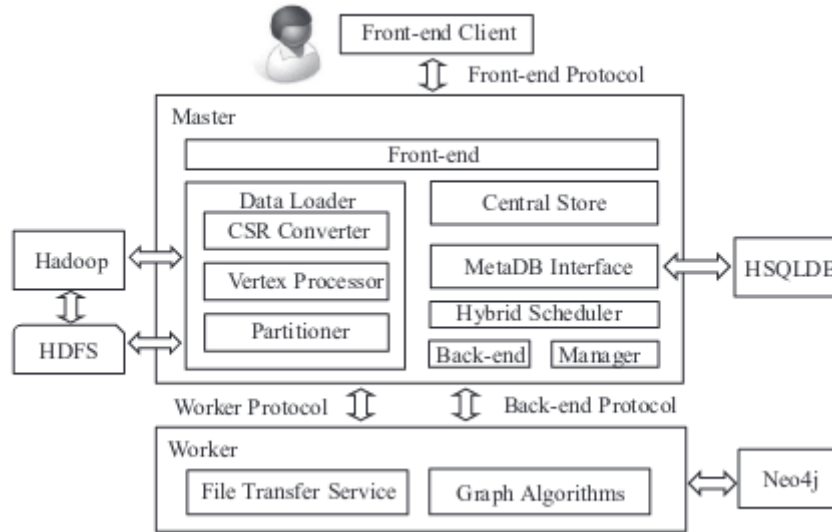 Front-end Client
Front-end Protocol
Master
Front-end
Data Loader
CSR Converter
Vertex Processor
Partitioner
Central Store
MetaDB Interface
Hybrid Scheduler
Back-end
Manager
Hadoop
HDFS
HSQLDB
Worker Protocol
Back-end Protocol
Worker
File Transfer Service
Graph Algorithms
Neo4j